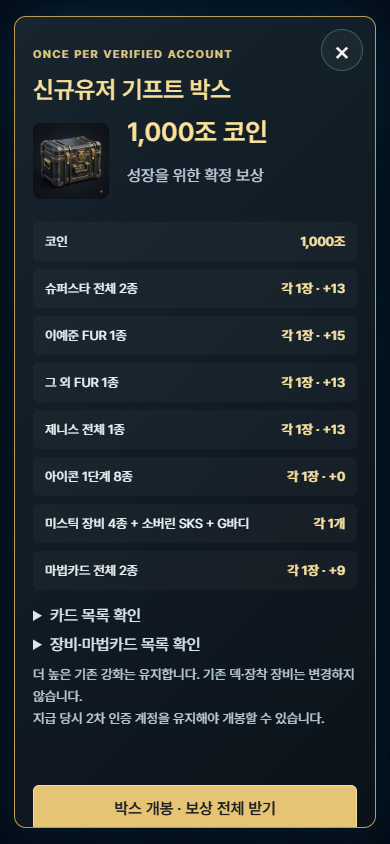 ONCE PER VERIFIED ACCOUNT
신규유저 기프트 박스
1,000조 코인
성장을 위한 확정 보상
코인 1,000조
슈퍼스타 전체 2종 각 1장 · +13
이예준 FUR 1종 각 1장 · +15
그 외 FUR 1종 각 1장 · +13
제니스 전체 1종 각 1장 · +13
아이콘 1단계 8종 각 1장 · +0
미스틱 장비 4종 + 소버린 SKS + G바디 각 1개
마법카드 전체 2종 각 1장 · +9
▶ 카드 목록 확인
▶ 장비·마법카드 목록 확인
더 높은 기존 강화는 유지합니다. 기존 덱·장착 장비는 변경하지
않습니다.
지급 당시 2차 인증 계정을 유지해야 개봉할 수 있습니다.
박스 개봉 · 보상 전체 받기